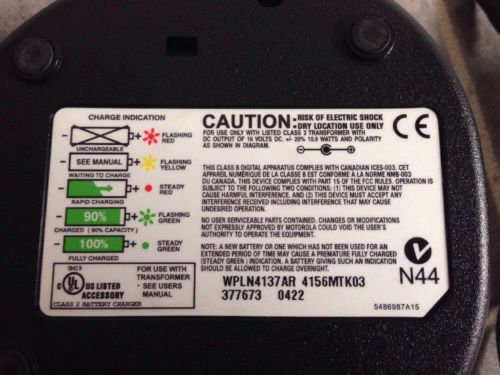 CHARGE INDICATION
FLASHING RED
UNCHARGEABLE
SEE MANUAL
FLASHING YELLOW
WAITING TO CHARGE
STEADY RED
RAPID CHARGING
90%
FLASHING GREEN
CHARGED ( 90% CAPACITY )
100%
STEADY GREEN
FULLY CHARGED
CAUTION:
RISK OF ELECTRIC SHOCK
DRY LOCATION USE ONLY
FOR USE ONLY WITH LISTED CLASS 2 TRANSFORMER WITH
DC OUTPUT OF 16 VOLTS DC. +/- 20% 10.8 WATTS AND POLARITY
AS SHOWN IN DIAGRAM.
CE
THIS CLASS B DIGITAL APPARATUS COMPLIES WITH CANADIAN ICES-003. CET
APPAREIL NUMÉRIQUE DE LA CLASSE B EST CONFORME À LA NORME NMB-003
DU CANADA. THIS DEVICE COMPLIES WITH PART 15 OF THE FCC RULES. OPERATION IS
SUBJECT TO THE FOLLOWING TWO CONDITIONS: (1) THIS DEVICE MAY NOT
CAUSE HARMFUL INTERFERENCE, AND (2) THIS DEVICE MUST ACCEPT ANY
INTERFERENCE RECEIVED INCLUDING INTERFERENCE THAT MAY CAUSE
UNDESIRED OPERATION.
NO USER SERVICEABLE PARTS CONTAINED. CHANGES OR MODIFICATIONS
NOT EXPRESSLY APPROVED BY MOTOROLA COULD VOID THE USER'S AUTHORITY
TO OPERATE THE EQUIPMENT.
NOTE: A NEW BATTERY OR ONE WHICH HAS NOT BEEN USED FOR AN
EXTENDED PERIOD OF TIME MAY CAUSE A PREMATURE FULLY CHARGED
(STEADY GREEN ) INDICATION. A BATTERY GIVING SUCH AN INDICATION
SHOULD BE ALLOWED TO CHARGE OVERNIGHT.
N44
UL
US LISTED
ACCESSORY
CLASS 2 BATTERY CHARGER
FOR USE WITH
TRANSFORMER
- SEE USERS
MANUAL
WPLN4137AR 4156MTK03
377673 0422
5486987A15